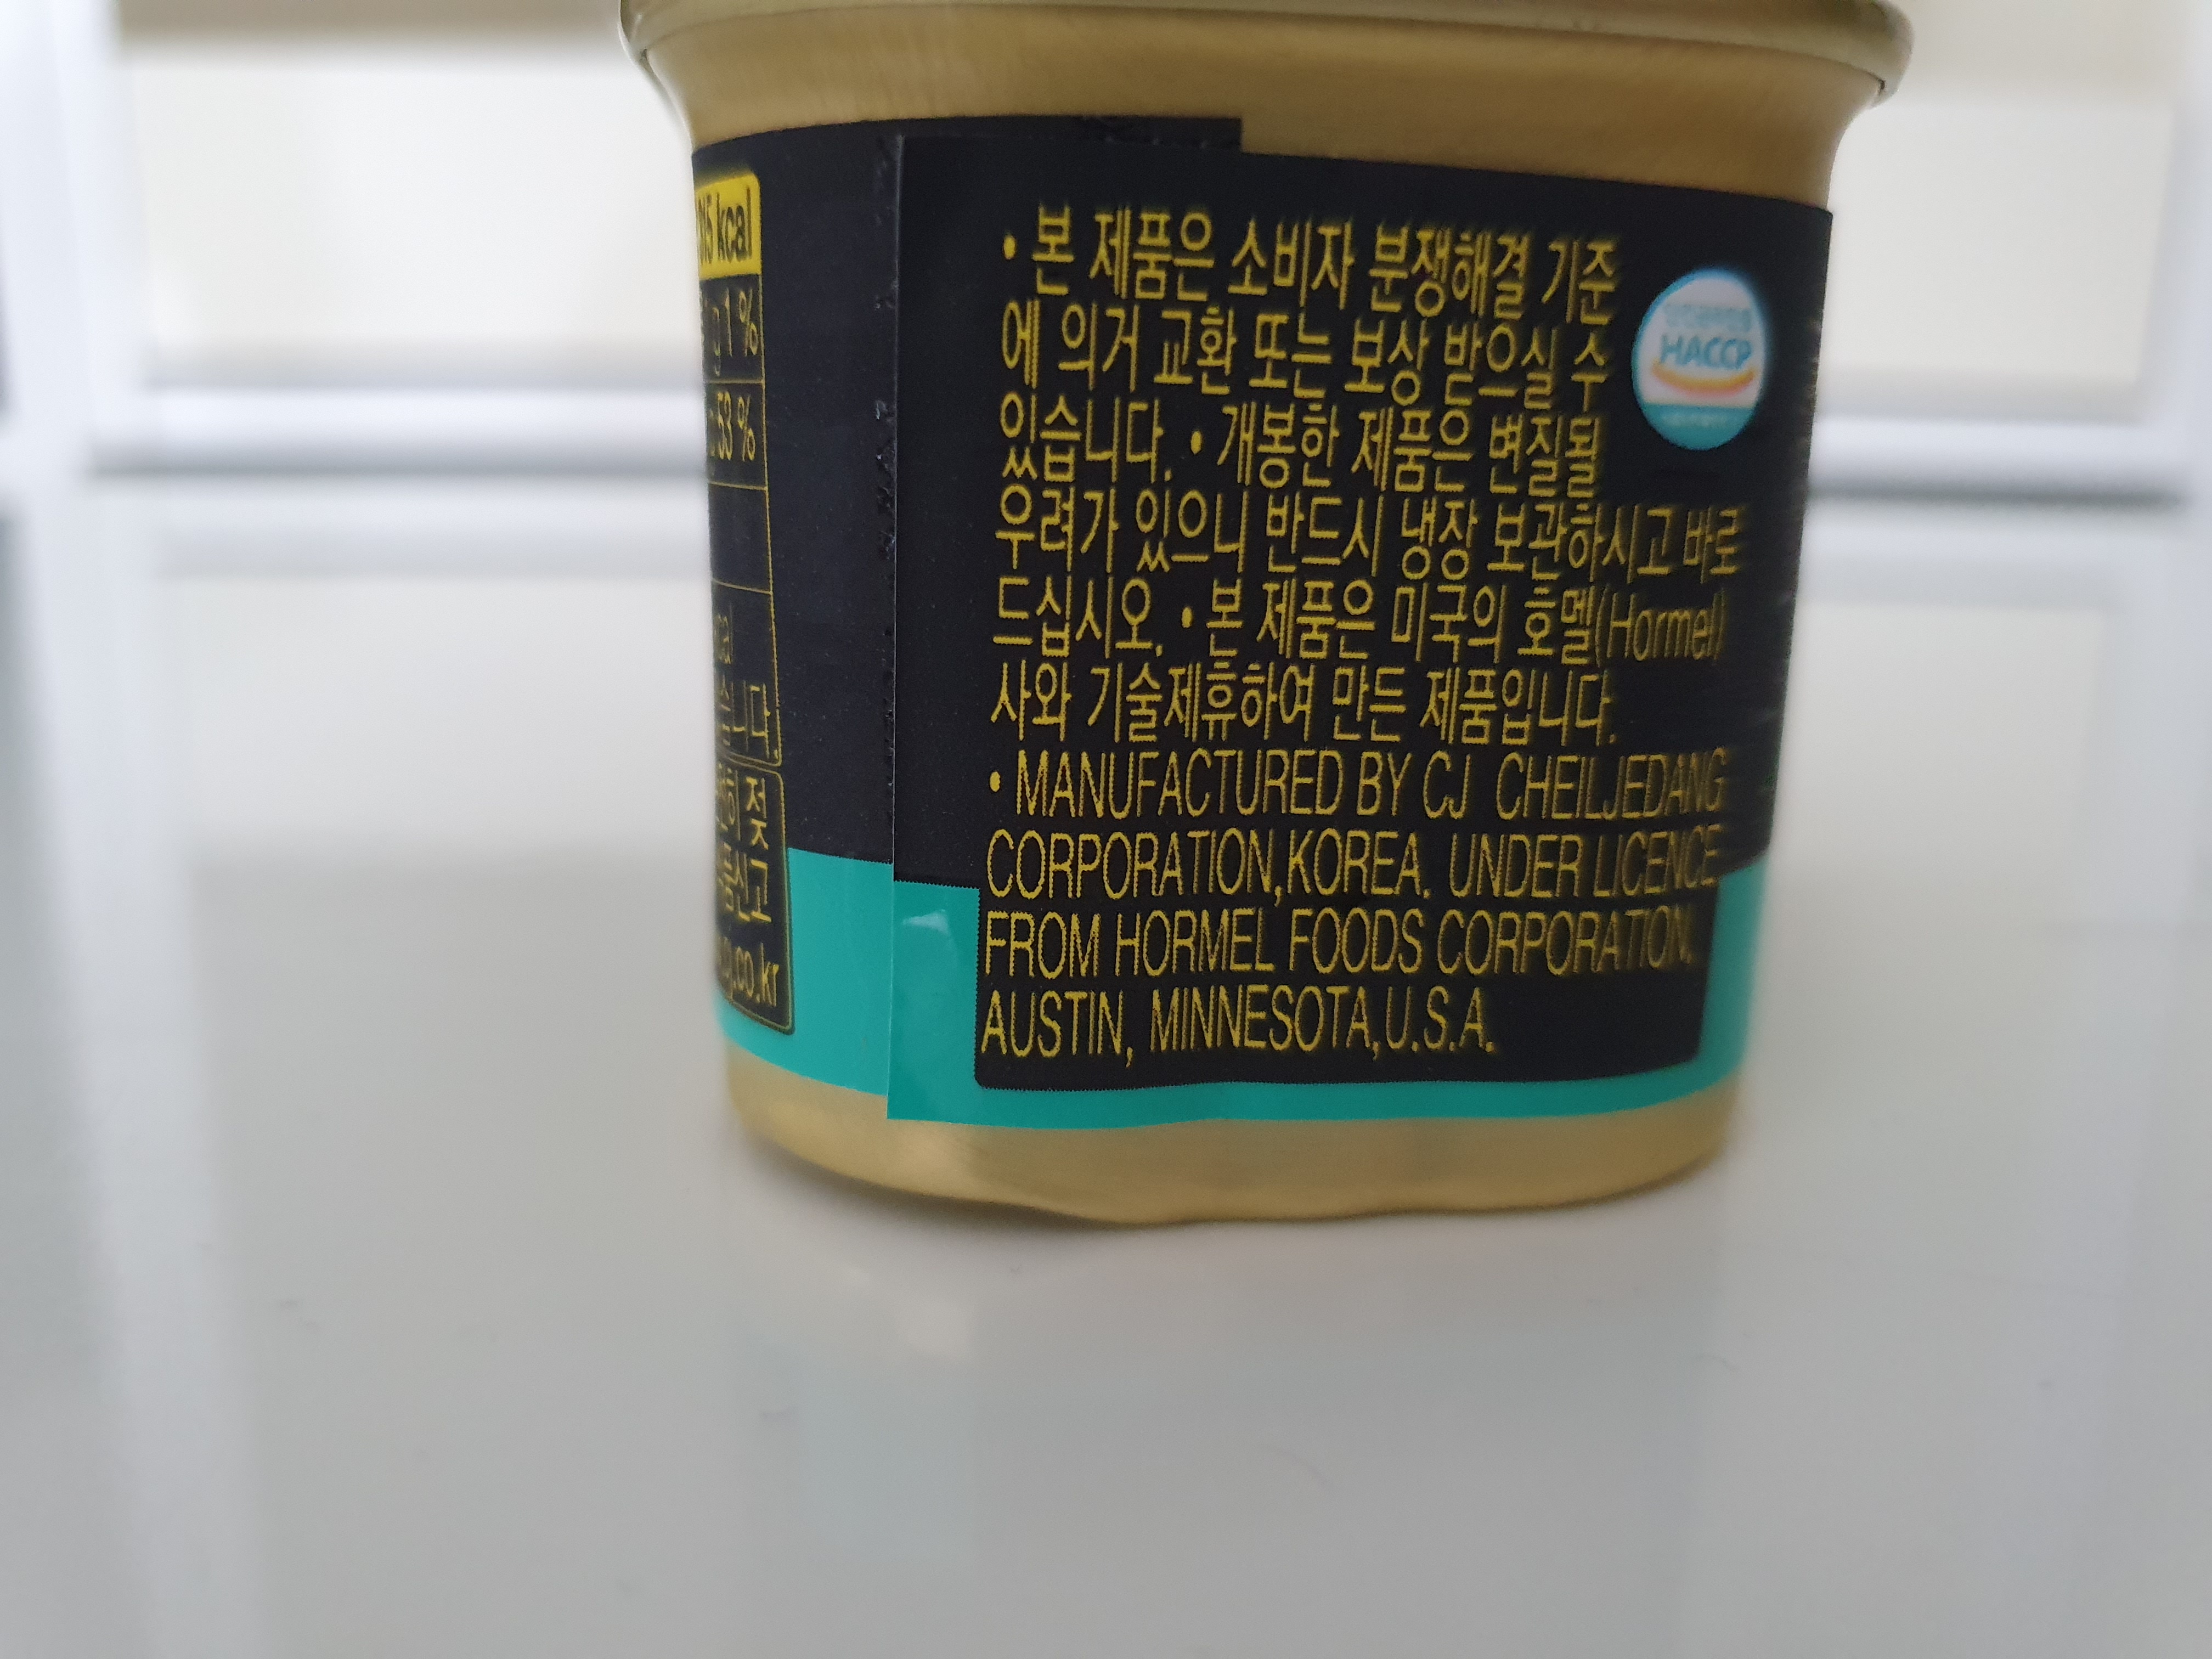 kcal
1 %
53 %
니다.
젖
신고
.co.kr
• 본 제품은 소비자 분쟁해결 기준
에 의거 교환 또는 보상 받으실 수
있습니다. • 개봉한 제품은 변질될
우려가 있으니 반드시 냉장 보관하시고 바로
드십시오. • 본 제품은 미국의 호멜(Hormel)
사와 기술제휴하여 만든 제품입니다.
• MANUFACTURED BY CJ CHEILJEDANG
CORPORATION,KOREA. UNDER LICENCE
FROM HORMEL FOODS CORPORATION.
AUSTIN, MINNESOTA,U.S.A.
HACCP